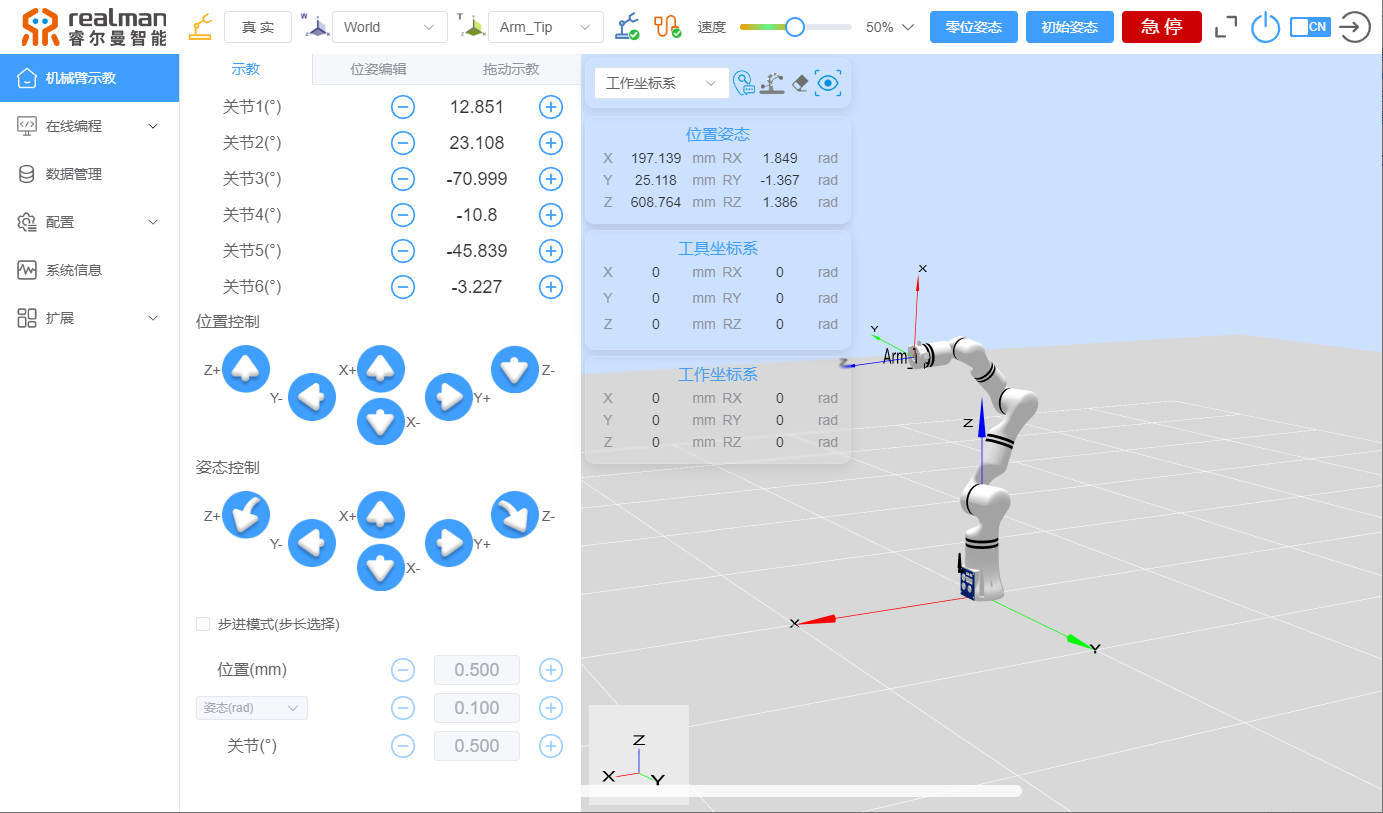 realman
睿尔曼智能
真实
W
World
T
Arm_Tip
速度
50%
零位姿态
初始姿态
急停
CN
机械臂示教
在线编程
数据管理
配置
系统信息
扩展
示教
位姿编辑
拖动示教
关节1(°)
12.851
关节2(°)
23.108
关节3(°)
-70.999
关节4(°)
-10.8
关节5(°)
-45.839
关节6(°)
-3.227
位置控制
Z+
Y-
X+
X-
Y+
Z-
姿态控制
Z+
Y-
X+
X-
Y+
Z-
步进模式(步长选择)
位置(mm)
0.500
姿态(rad)
0.100
关节(°)
0.500
工作坐标系
位置姿态
X 197.139 mm RX 1.849 rad
Y 25.118 mm RY -1.367 rad
Z 608.764 mm RZ 1.386 rad
工具坐标系
X 0 mm RX 0 rad
Y 0 mm RY 0 rad
Z 0 mm RZ 0 rad
工作坐标系
X 0 mm RX 0 rad
Y 0 mm RY 0 rad
Z 0 mm RZ 0 rad
X
Y
Z
Arm
Z
X
Y
Z
X
Y